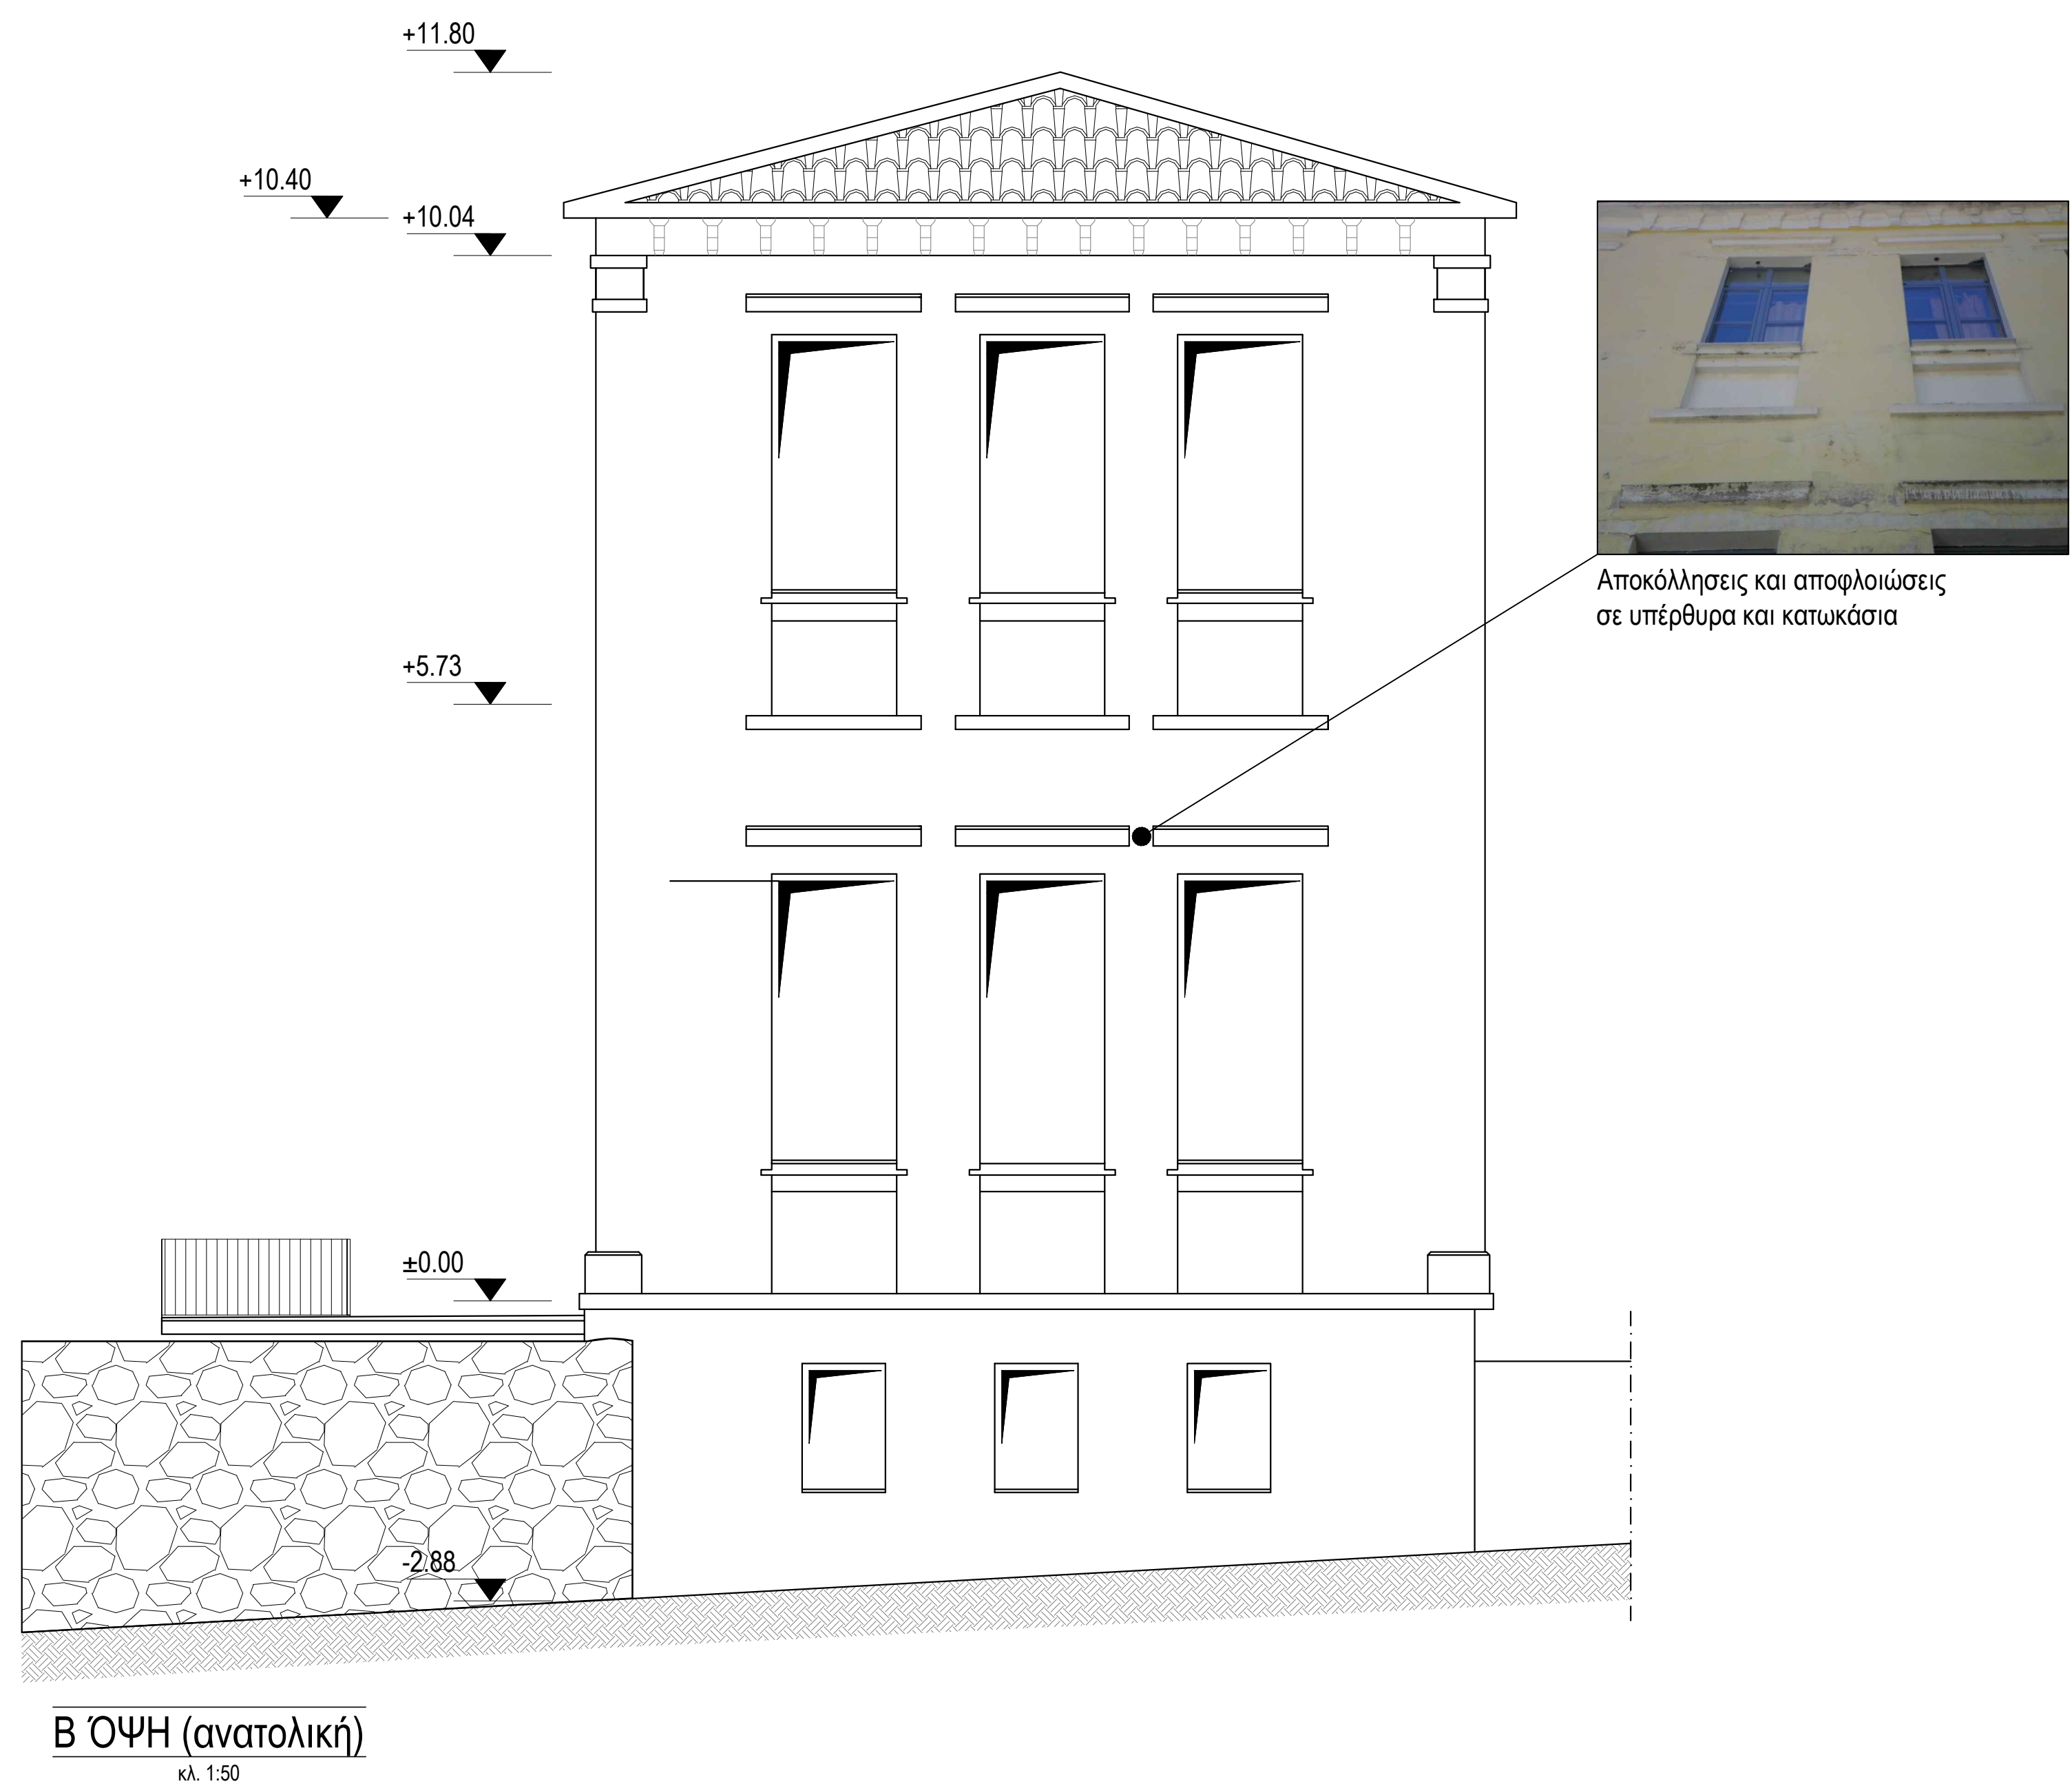 +11.80
+10.40
+10.04
Αποκόλλησεις και αποφλοιώσεις
σε υπέρθυρα και κατωκάσια
+5.73
±0.00
-2.88
Β ΌΨΗ (ανατολική)
κλ. 1:50